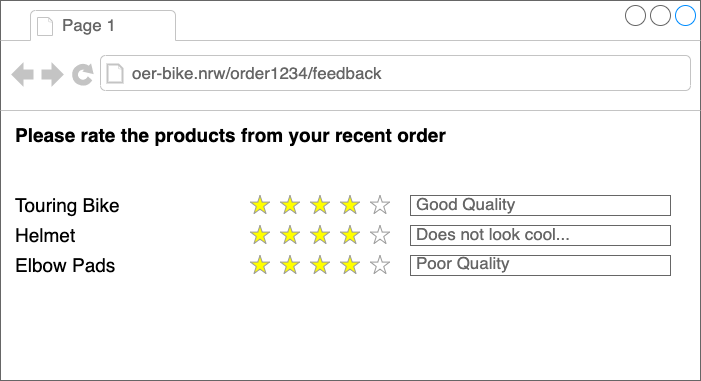 Page 1
oer-bike.nrw/order1234/feedback
Please rate the products from your recent order
Touring Bike Good Quality
Helmet Does not look cool...
Elbow Pads Poor Quality